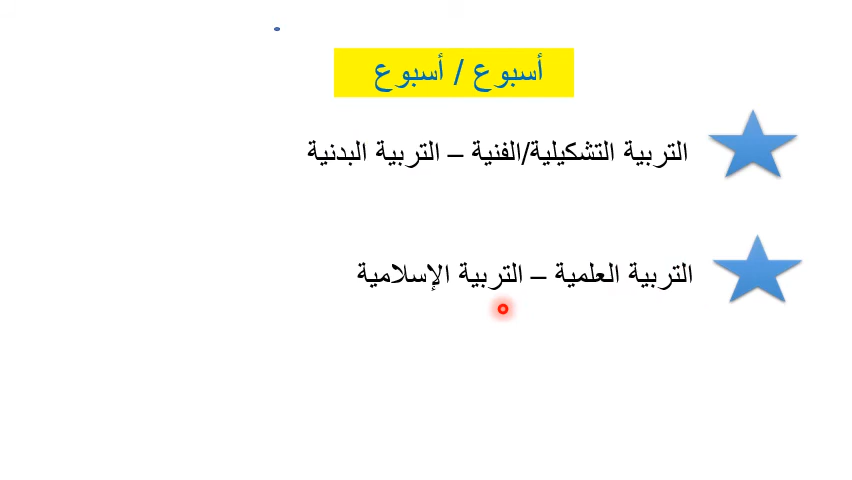 أسبوع / أسبوع
التربية التشكيلية/الفنية – التربية البدنية
التربية العلمية – التربية الإسلامية